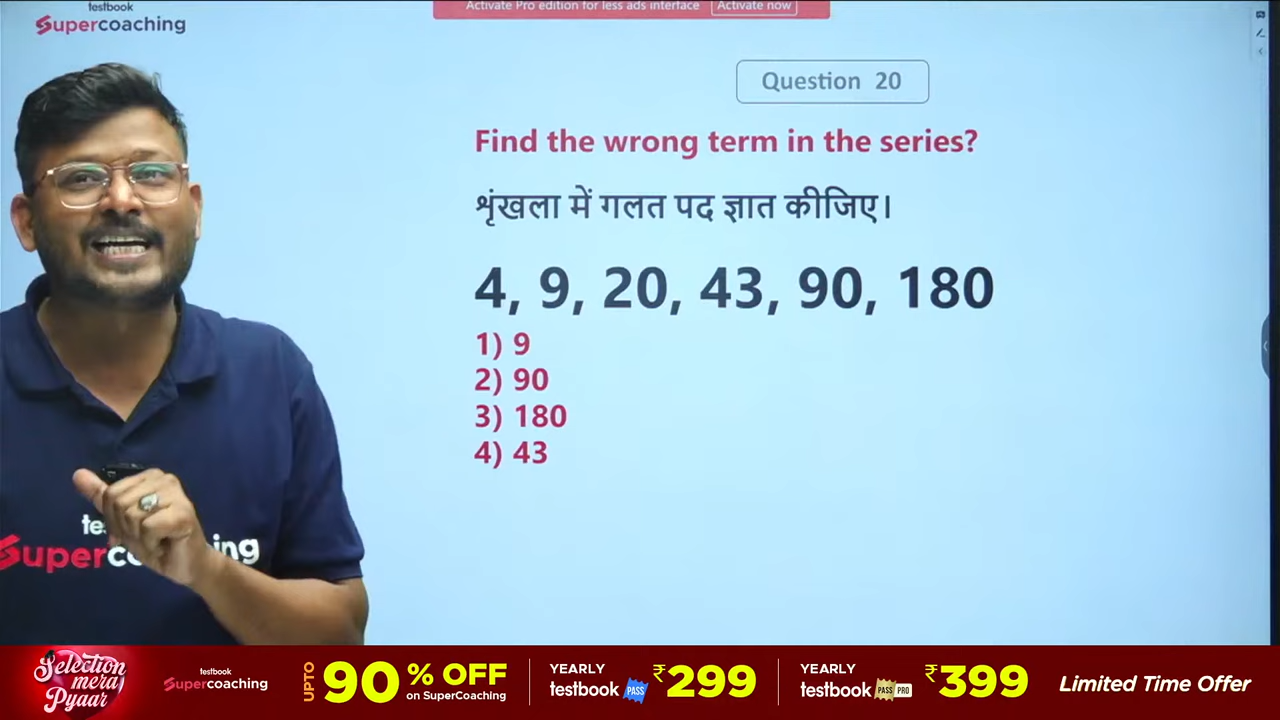 testbook
Supercoaching
Activate Pro edition for less ads interface
Activate now
Question 20
Find the wrong term in the series?
शृंखला में गलत पद ज्ञात कीजिए।
4, 9, 20, 43, 90, 180
1) 9
2) 90
3) 180
4) 43
Selection mera Pyaar
testbook
Supercoaching
UPTO 90% OFF
on SuperCoaching
YEARLY
testbook PASS
₹299
YEARLY
testbook PASS PRO
₹399
Limited Time Offer